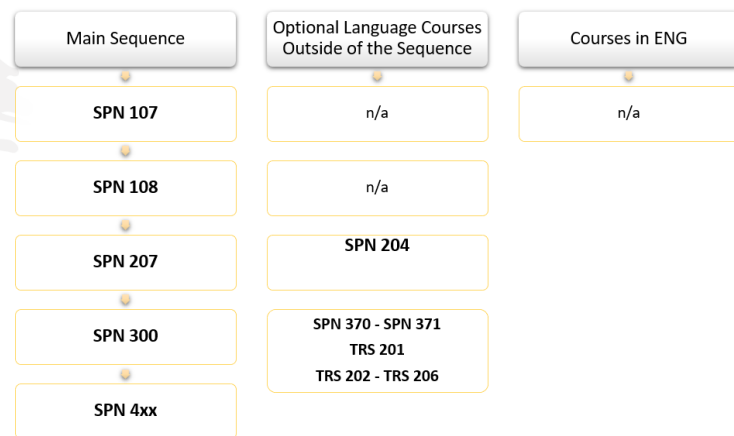 Main Sequence
Optional Language Courses
Outside of the Sequence
Courses in ENG
SPN 107
n/a
n/a
SPN 108
n/a
SPN 207
SPN 204
SPN 300
SPN 370 - SPN 371
TRS 201
TRS 202 - TRS 206
SPN 4xx